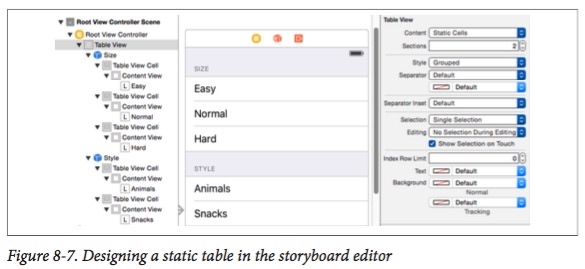 Root View Controller Scene
Root View Controller
Table View
Size
Table View Cell
Content View
L Easy
Table View Cell
Content View
L Normal
Table View Cell
Content View
L Hard
Style
Table View Cell
Content View
L Animals
Table View Cell
Content View
L Snacks
SIZE
Easy
Normal
Hard
STYLE
Animals
Snacks
Table View
Content Static Cells
Sections 2
Style Grouped
Separator Default
Default
Separator Inset Default
Selection Single Selection
Editing No Selection During Editing
Show Selection on Touch
Index Row Limit 0
Text Default
Background Default
Normal
Default
Tracking
Figure 8-7. Designing a static table in the storyboard editor